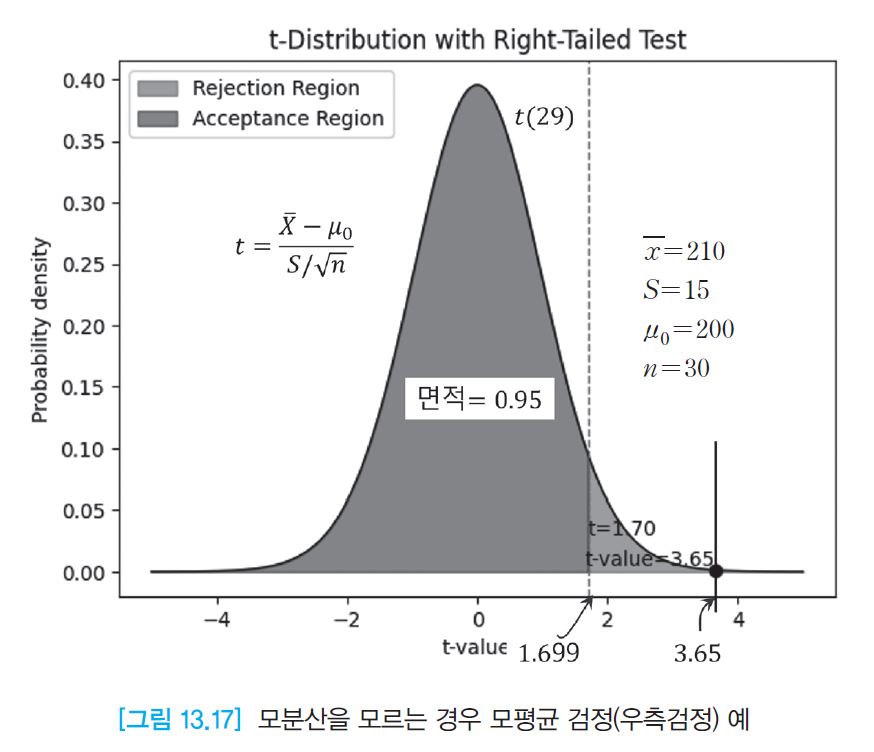 t-Distribution with Right-Tailed Test
Rejection Region
Acceptance Region
t(29)
t = (X̄ − μ₀) / (S/√n)
x̄=210
S=15
μ₀=200
n=30
면적= 0.95
t=1.70
t-value=3.65
Probability density
0.40
0.35
0.30
0.25
0.20
0.15
0.10
0.05
0.00
−4 −2 0 2 4
t-value
1.699
3.65
[그림 13.17] 모분산을 모르는 경우 모평균 검정(우측검정) 예